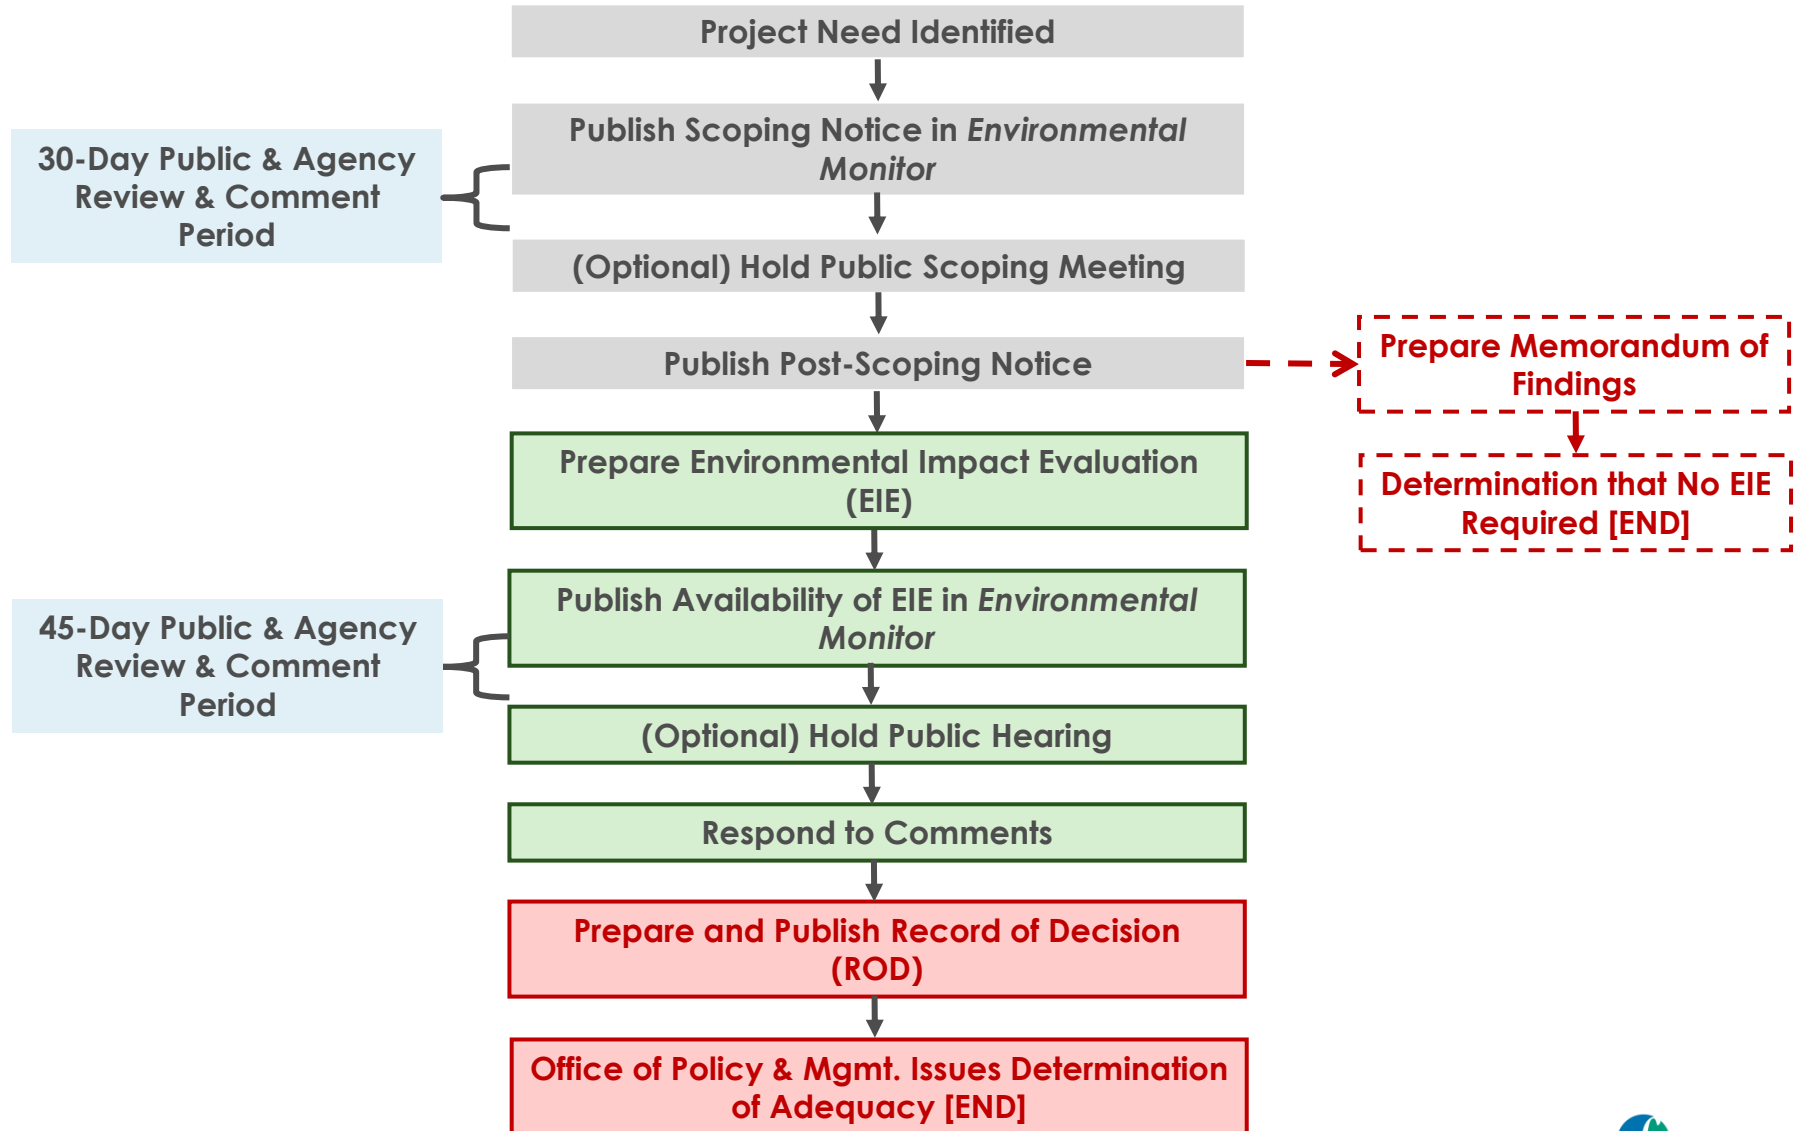 Project Need Identified
Publish Scoping Notice in Environmental
Monitor
30-Day Public & Agency
Review & Comment
Period
(Optional) Hold Public Scoping Meeting
Publish Post-Scoping Notice
Prepare Memorandum of
Findings
Determination that No EIE
Required [END]
Prepare Environmental Impact Evaluation
(EIE)
Publish Availability of EIE in Environmental
Monitor
45-Day Public & Agency
Review & Comment
Period
(Optional) Hold Public Hearing
Respond to Comments
Prepare and Publish Record of Decision
(ROD)
Office of Policy & Mgmt. Issues Determination
of Adequacy [END]